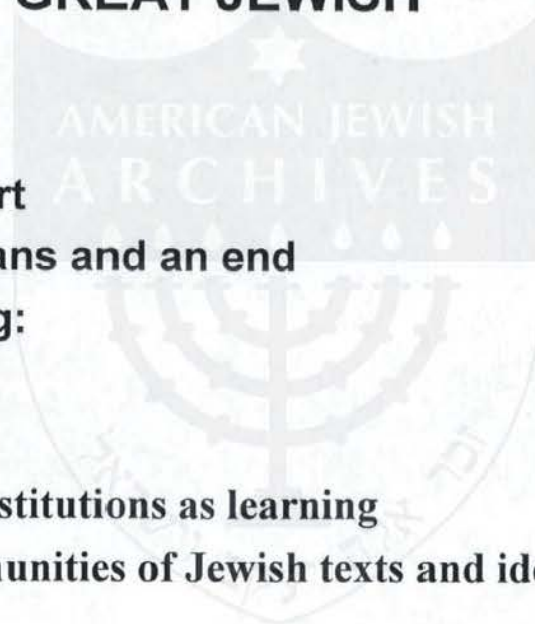 GREAT JEWISH
AMERICAN JEWISH
ARCHIVES
rt
ans and an end
g:
stitutions as learning
unities of Jewish texts and id